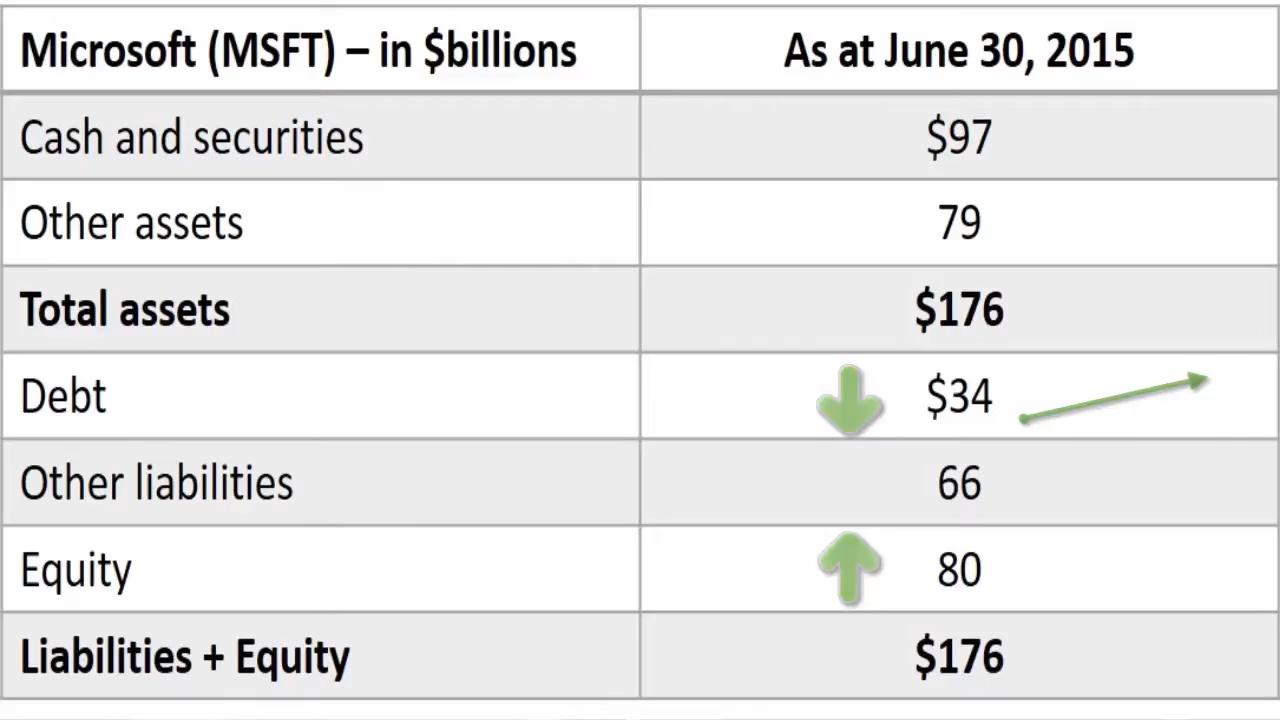 Microsoft (MSFT) – in $billions As at June 30, 2015
Cash and securities $97
Other assets 79
Total assets $176
Debt $34
Other liabilities 66
Equity 80
Liabilities + Equity $176